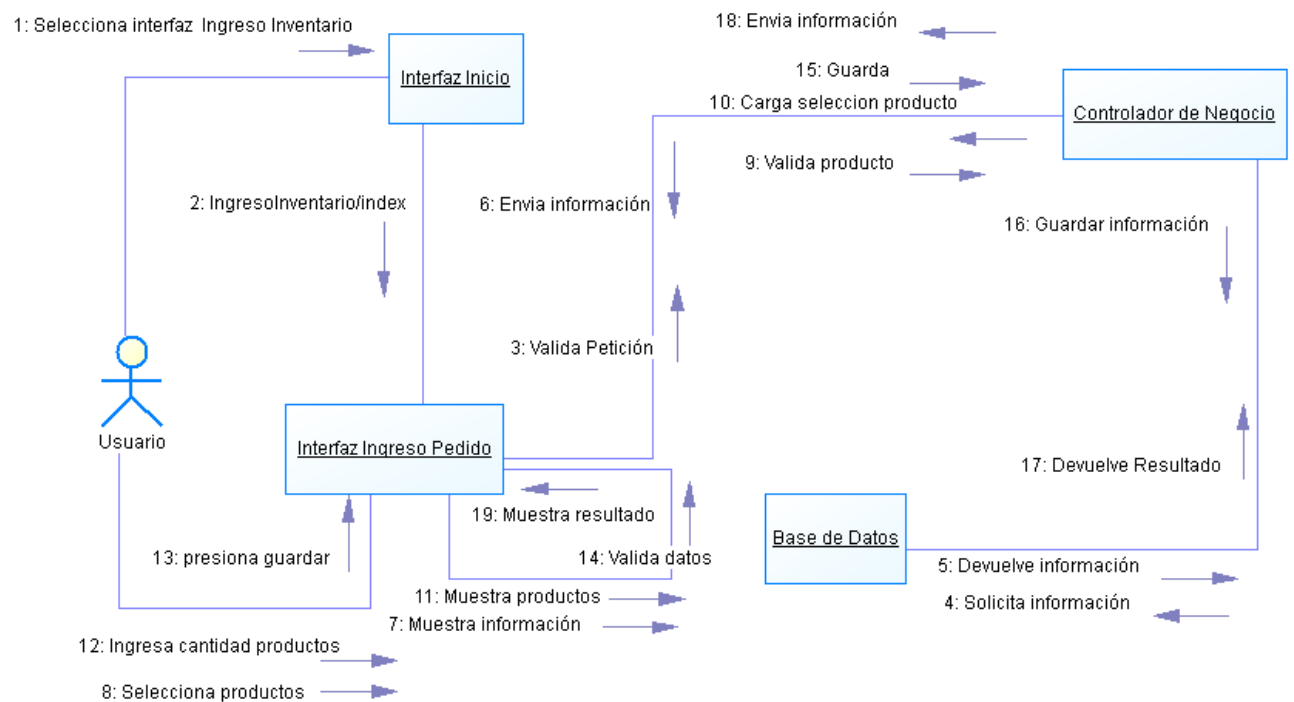 18: Envia información
1: Selecciona interfaz Ingreso Inventario
15: Guarda
Interfaz Inicio
10: Carga seleccion producto
Controlador de Negocio
9: Valida producto
2: IngresoInventario/index
6: Envia información
16: Guardar información
3: Valida Petición
Usuario
Interfaz Ingreso Pedido
17: Devuelve Resultado
19: Muestra resultado
Base de Datos
13: presiona guardar
14: Valida datos
5: Devuelve información
11: Muestra productos
4: Solicita información
7: Muestra información
12: Ingresa cantidad productos
8: Selecciona productos